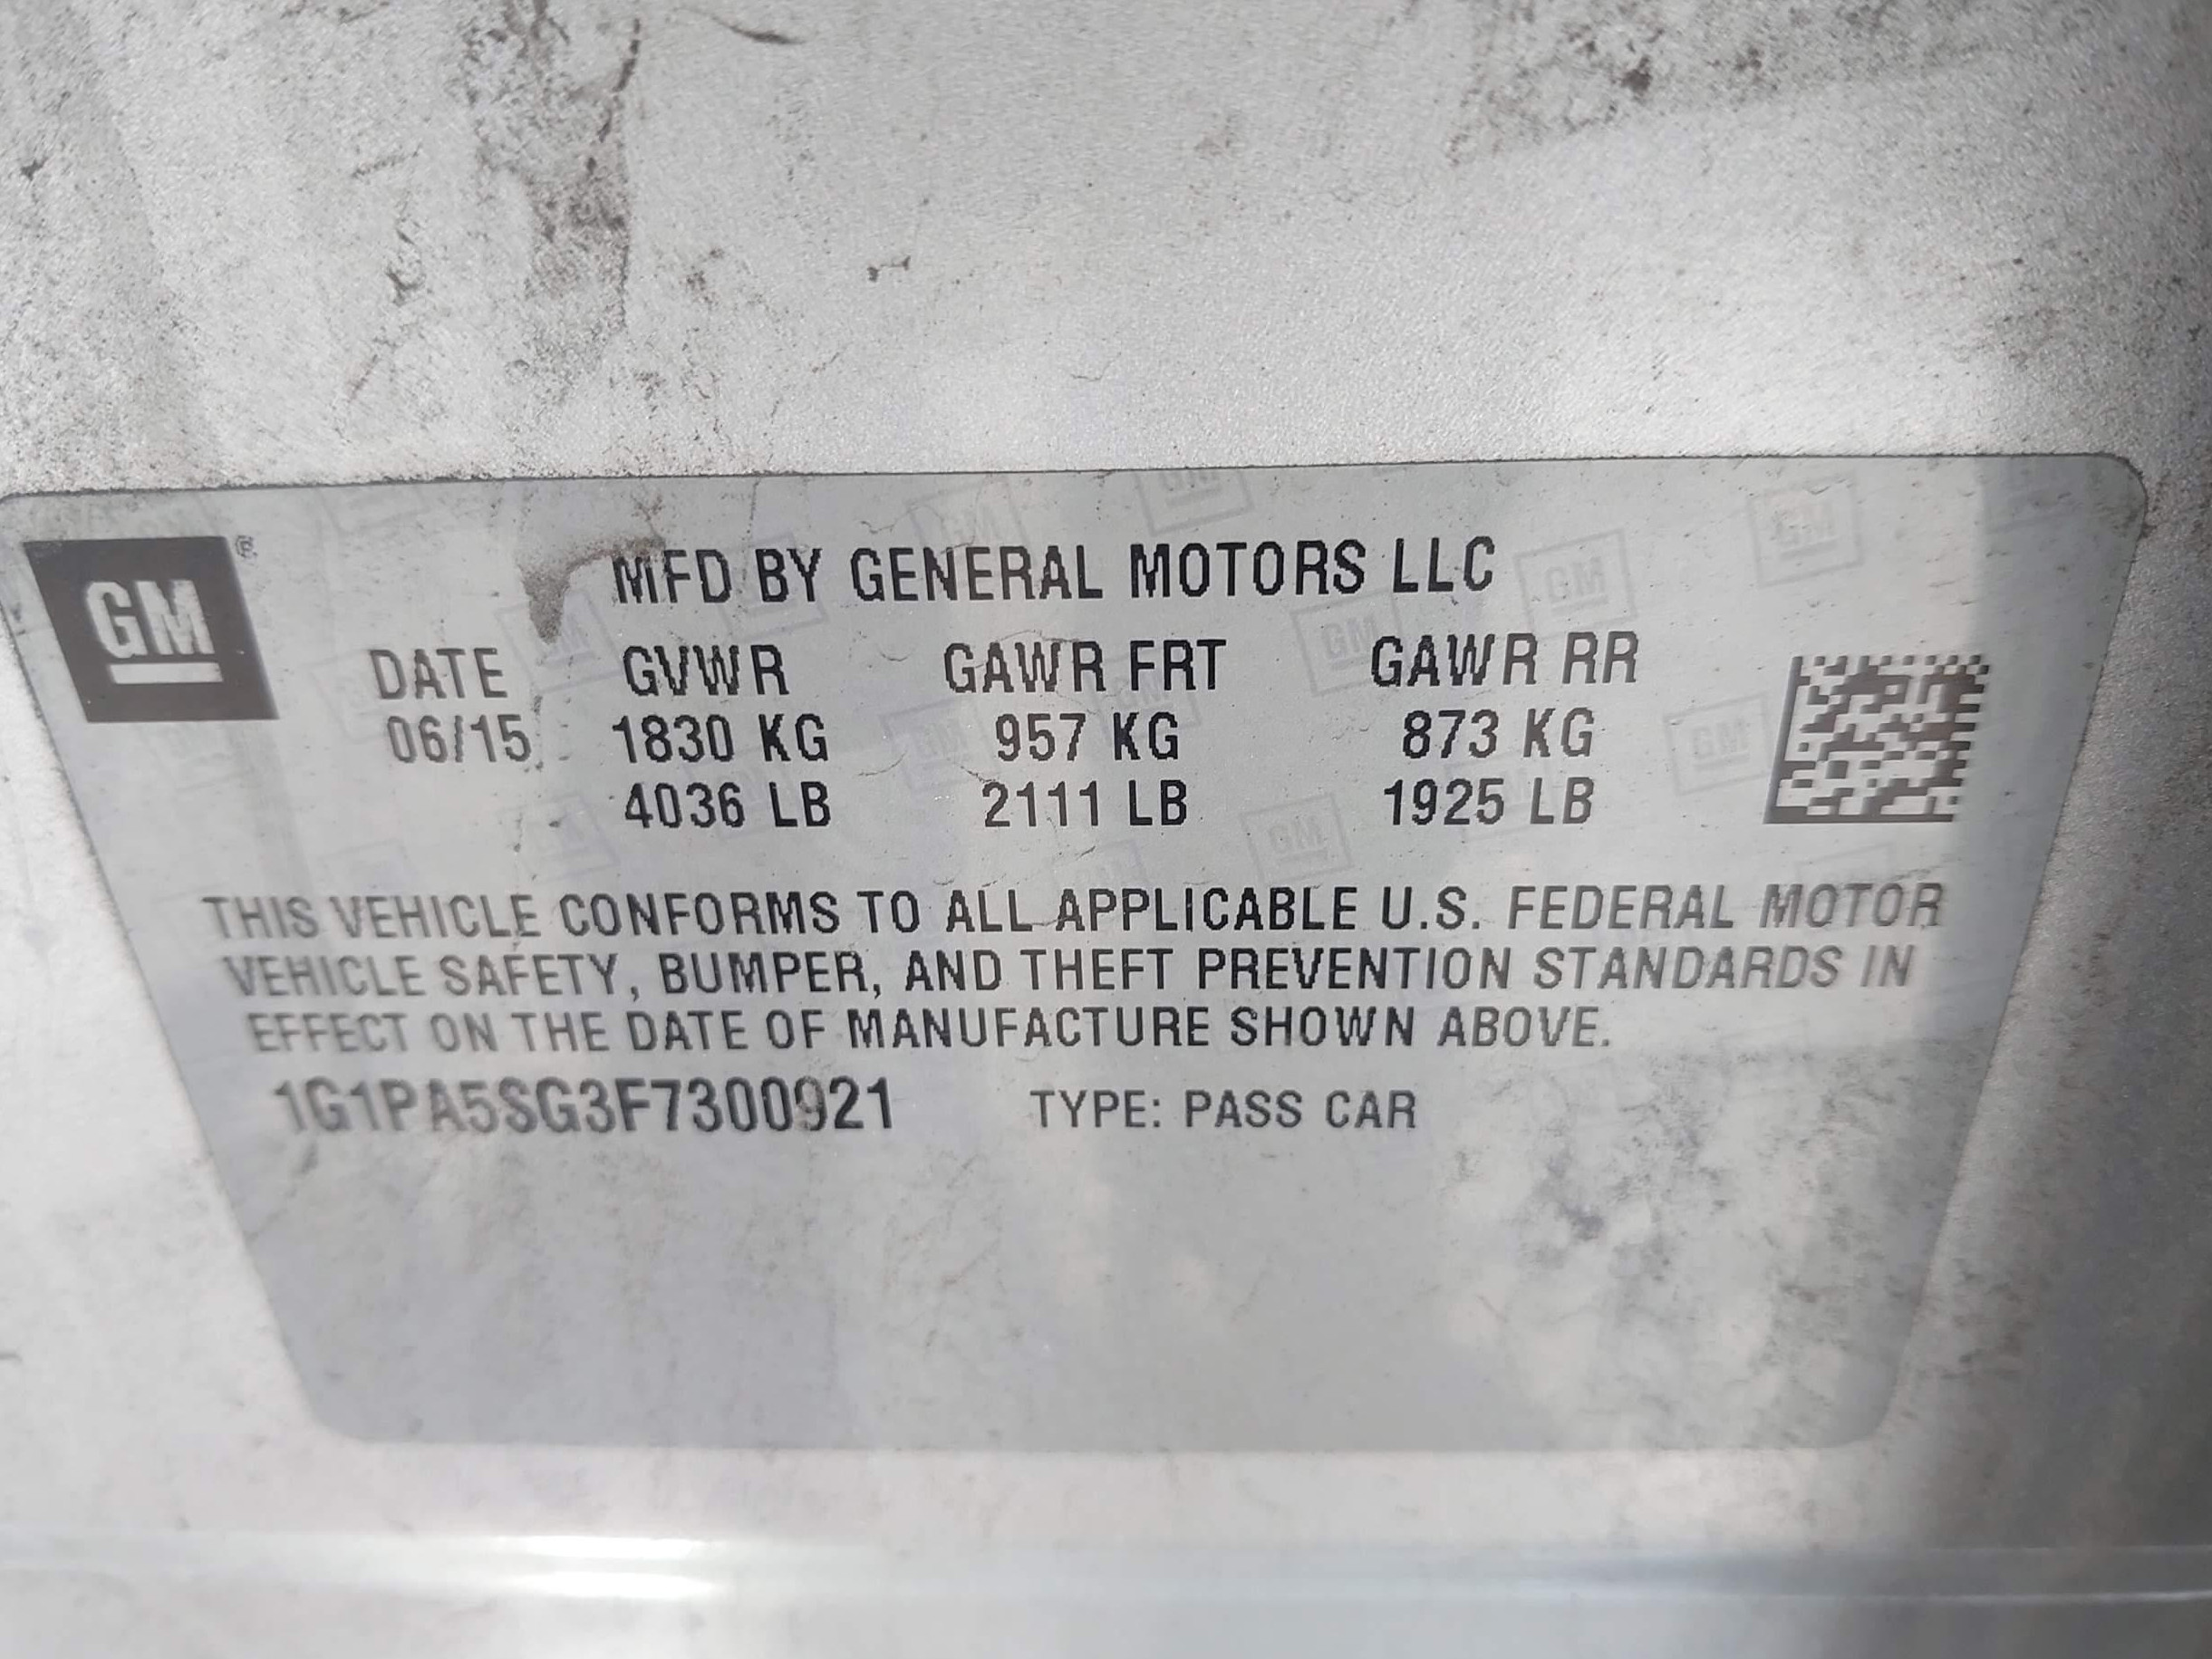 GM
MFD BY GENERAL MOTORS LLC
DATE GVWR GAWR FRT GAWR RR
06/15 1830 KG 957 KG 873 KG
4036 LB 2111 LB 1925 LB
THIS VEHICLE CONFORMS TO ALL APPLICABLE U.S. FEDERAL MOTOR
VEHICLE SAFETY, BUMPER, AND THEFT PREVENTION STANDARDS IN
EFFECT ON THE DATE OF MANUFACTURE SHOWN ABOVE.
1G1PA5SG3F7300921 TYPE: PASS CAR